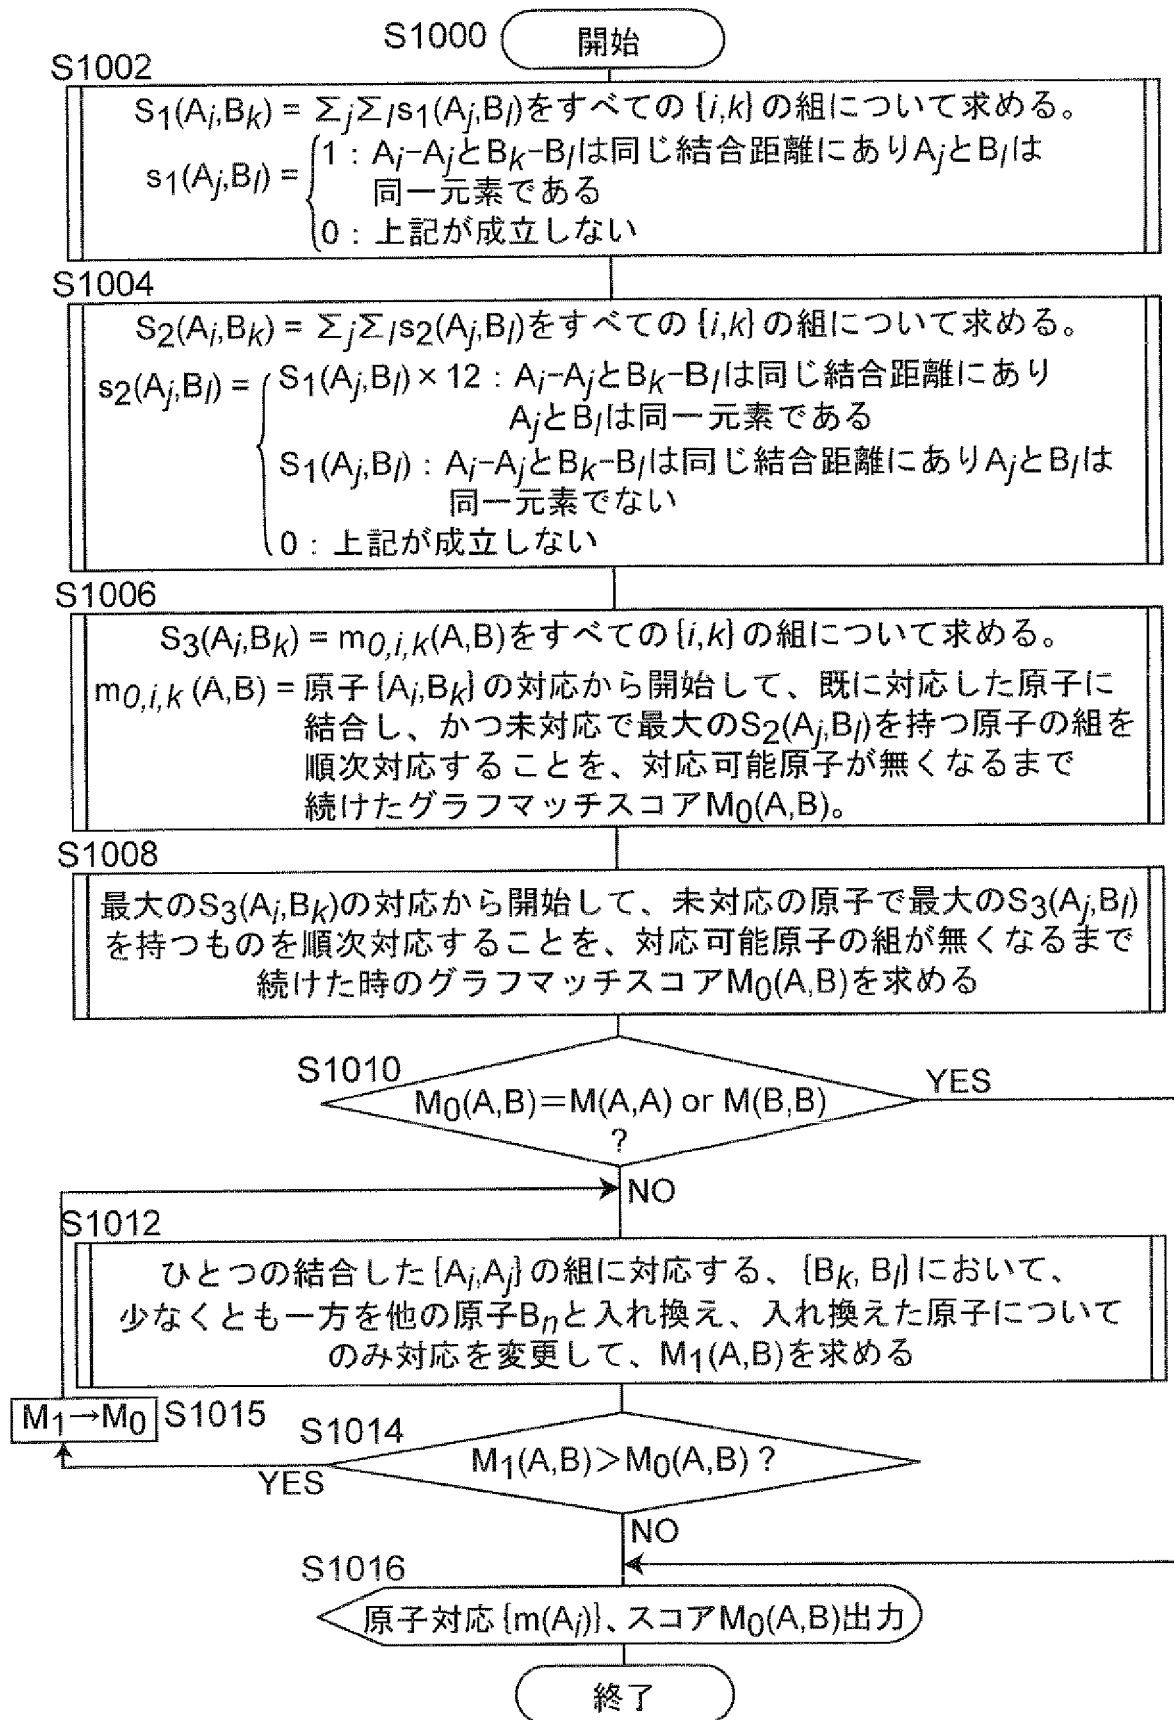 S1000 開始
S1002
S1(Ai,Bk) = ΣjΣls1(Aj,Bl)をすべての{i,k}の組について求める。
s1(Aj,Bl) = 1：Ai−AjとBk−Blは同じ結合距離にありAjとBlは
同一元素である
0：上記が成立しない
S1004
S2(Ai,Bk) = ΣjΣls2(Aj,Bl)をすべての{i,k}の組について求める。
s2(Aj,Bl) = S1(Aj,Bl)×12：Ai−AjとBk−Blは同じ結合距離にあり
AjとBlは同一元素である
S1(Aj,Bl)：Ai−AjとBk−Blは同じ結合距離にありAjとBlは
同一元素でない
0：上記が成立しない
S1006
S3(Ai,Bk) = m0,i,k(A,B)をすべての{i,k}の組について求める。
m0,i,k(A,B) = 原子{Ai,Bk}の対応から開始して、既に対応した原子に
結合し、かつ未対応で最大のS2(Aj,Bl)を持つ原子の組を
順次対応することを、対応可能原子が無くなるまで
続けたグラフマッチスコアM0(A,B)。
S1008
最大のS3(Ai,Bk)の対応から開始して、未対応の原子で最大のS3(Aj,Bl)
を持つものを順次対応することを、対応可能原子の組が無くなるまで
続けた時のグラフマッチスコアM0(A,B)を求める
S1010
YES
M0(A,B)＝M(A,A) or M(B,B)
?
NO
S1012
ひとつの結合した{Ai,Aj}の組に対応する、{Bk, Bl}において、
少なくとも一方を他の原子Bnと入れ換え、入れ換えた原子について
のみ対応を変更して、M1(A,B)を求める
M1→M0 S1015
S1014
M1(A,B)＞M0(A,B)?
YES
NO
S1016
原子対応{m(Ai)}、スコアM0(A,B)出力
終了